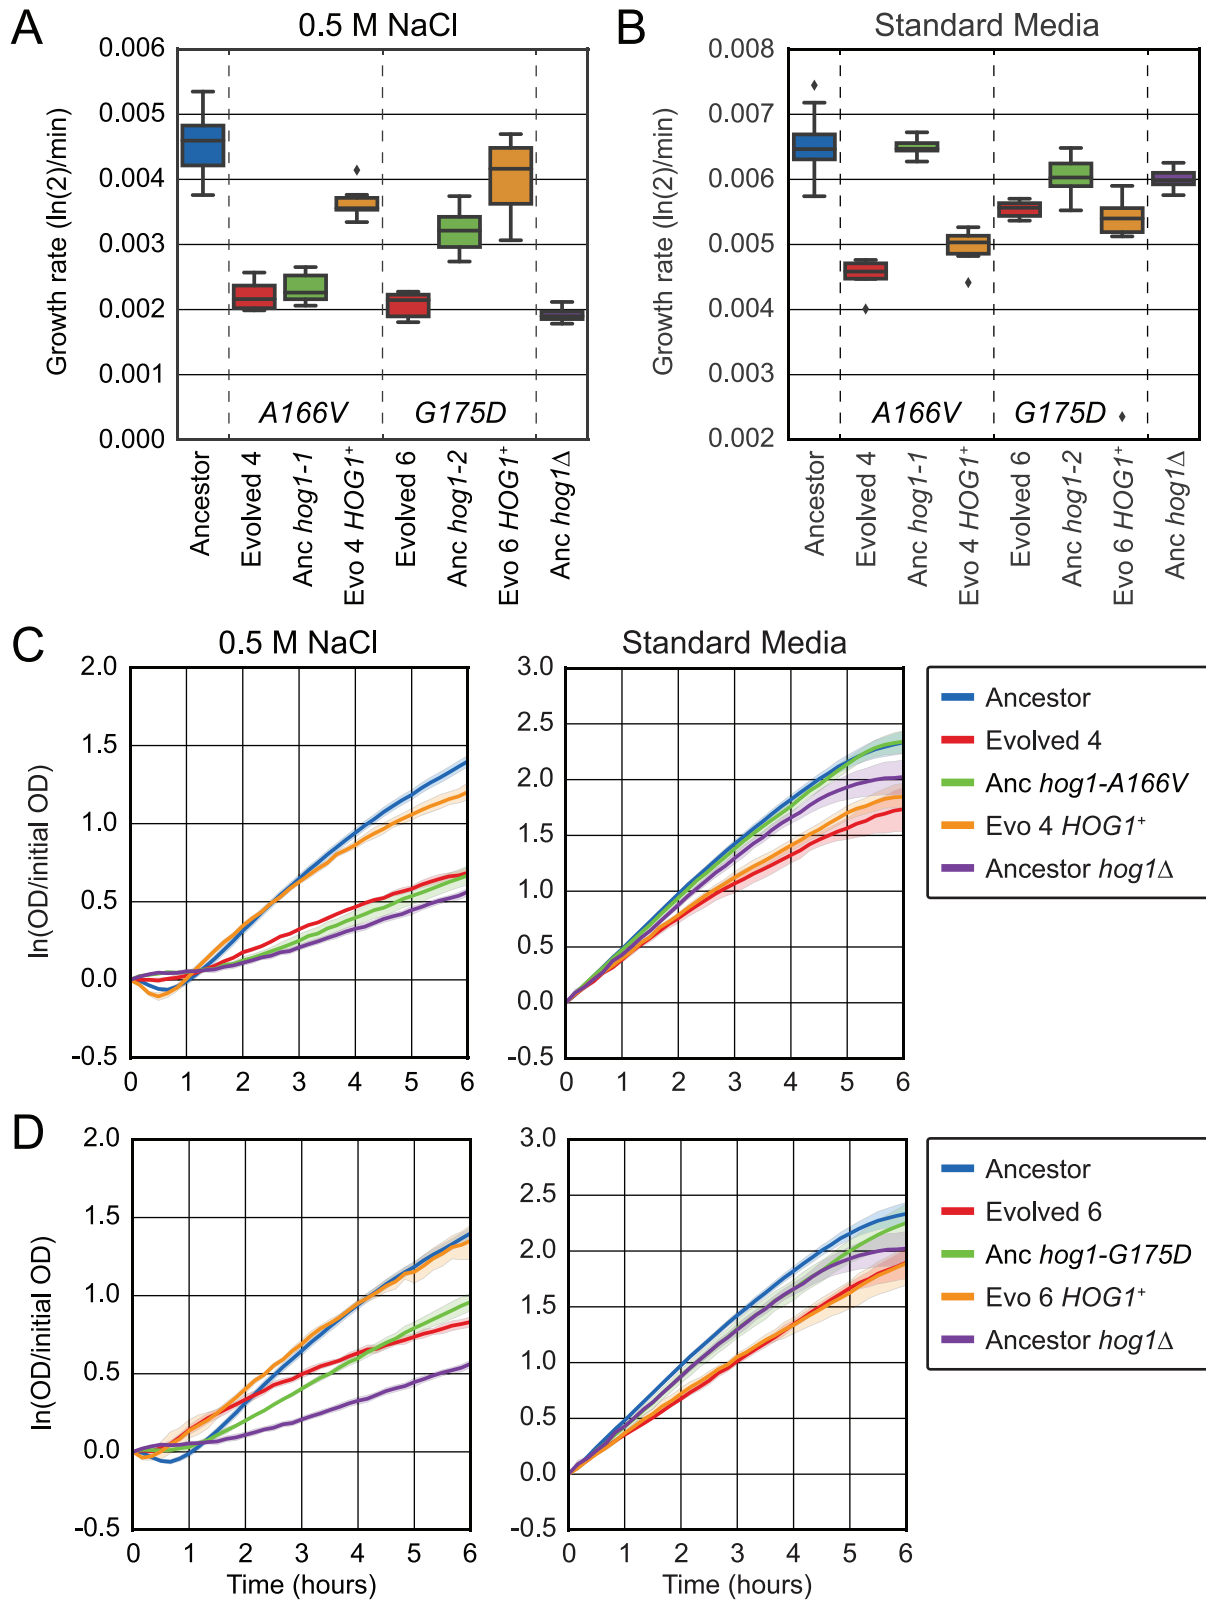 A
0.5 M NaCl
Growth rate (ln(2)/min)
0.006
0.005
0.004
0.003
0.002
0.001
0.000
A166V
G175D
Ancestor
Evolved 4
Anc hog1-1
Evo 4 HOG1⁺
Evolved 6
Anc hog1-2
Evo 6 HOG1⁺
Anc hog1Δ
B
Standard Media
Growth rate (ln(2)/min)
0.008
0.007
0.006
0.005
0.004
0.003
0.002
A166V
G175D
Ancestor
Evolved 4
Anc hog1-1
Evo 4 HOG1⁺
Evolved 6
Anc hog1-2
Evo 6 HOG1⁺
Anc hog1Δ
C
0.5 M NaCl
ln(OD/initial OD)
2.0
1.5
1.0
0.5
0.0
-0.5
0 1 2 3 4 5 6
Standard Media
3.0
2.5
2.0
1.5
1.0
0.5
0.0
-0.5
0 1 2 3 4 5 6
Ancestor
Evolved 4
Anc hog1-A166V
Evo 4 HOG1⁺
Ancestor hog1Δ
D
ln(OD/initial OD)
2.0
1.5
1.0
0.5
0.0
-0.5
0 1 2 3 4 5 6
Time (hours)
3.0
2.5
2.0
1.5
1.0
0.5
0.0
-0.5
0 1 2 3 4 5 6
Time (hours)
Ancestor
Evolved 6
Anc hog1-G175D
Evo 6 HOG1⁺
Ancestor hog1Δ